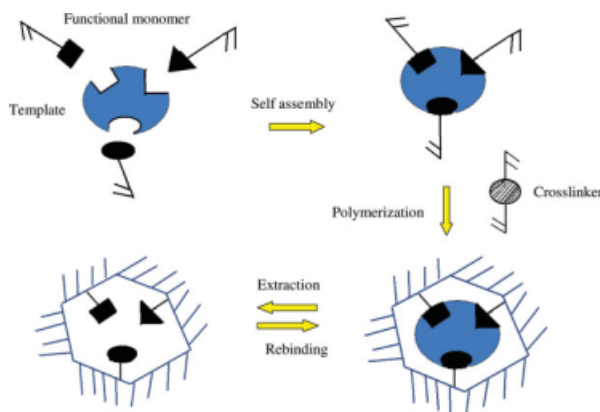 Functional monomer
Template
Self assembly
Crosslinker
Polymerization
Extraction
Rebinding